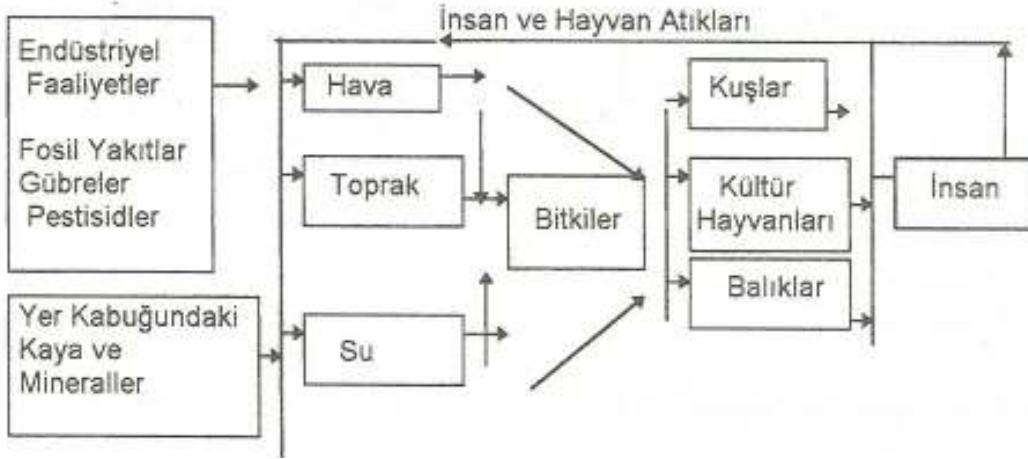 İnsan ve Hayvan Atıkları
Endüstriyel
Faaliyetler
Fosil Yakıtlar
Gübreler
Pestisidler
Yer Kabuğundaki
Kaya ve
Mineraller
Hava
Toprak
Su
Bitkiler
Kuşlar
Kültür
Hayvanları
Balıklar
İnsan